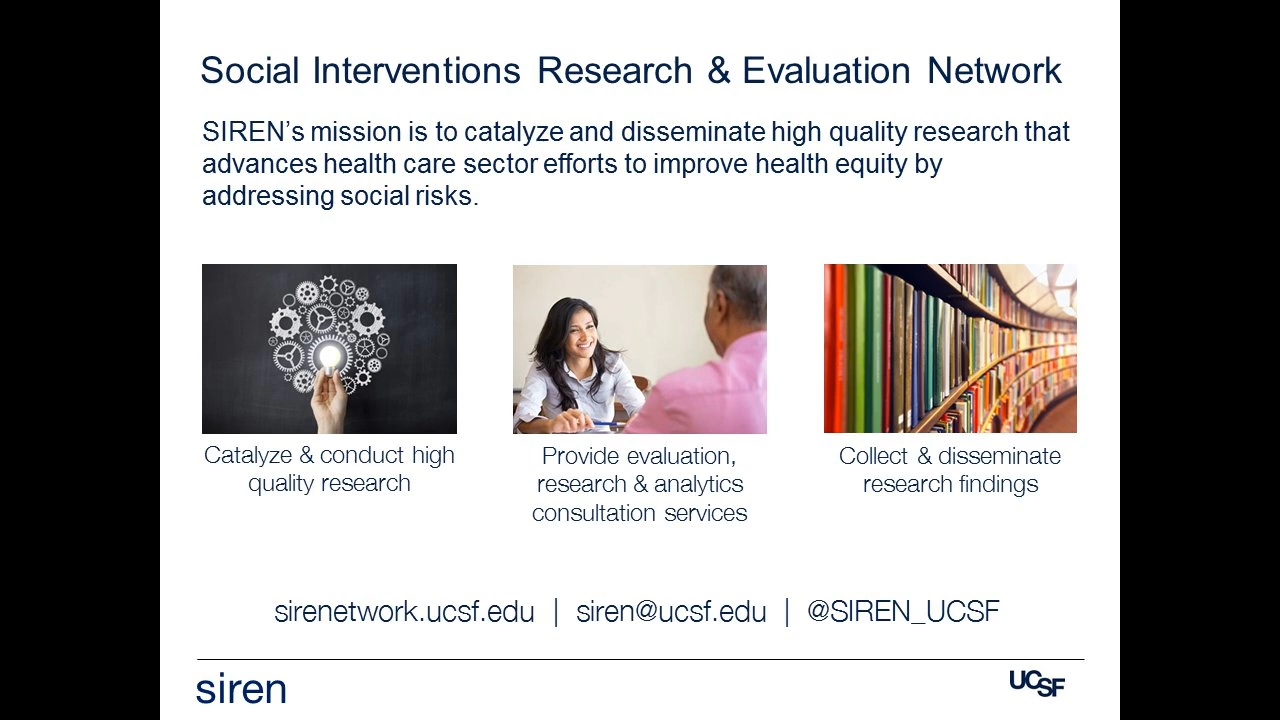 Social Interventions Research & Evaluation Network
SIREN’s mission is to catalyze and disseminate high quality research that
advances health care sector efforts to improve health equity by
addressing social risks.
Catalyze & conduct high
quality research
Provide evaluation,
research & analytics
consultation services
Collect & disseminate
research findings
sirenetwork.ucsf.edu | siren@ucsf.edu | @SIREN_UCSF
siren
UCSF